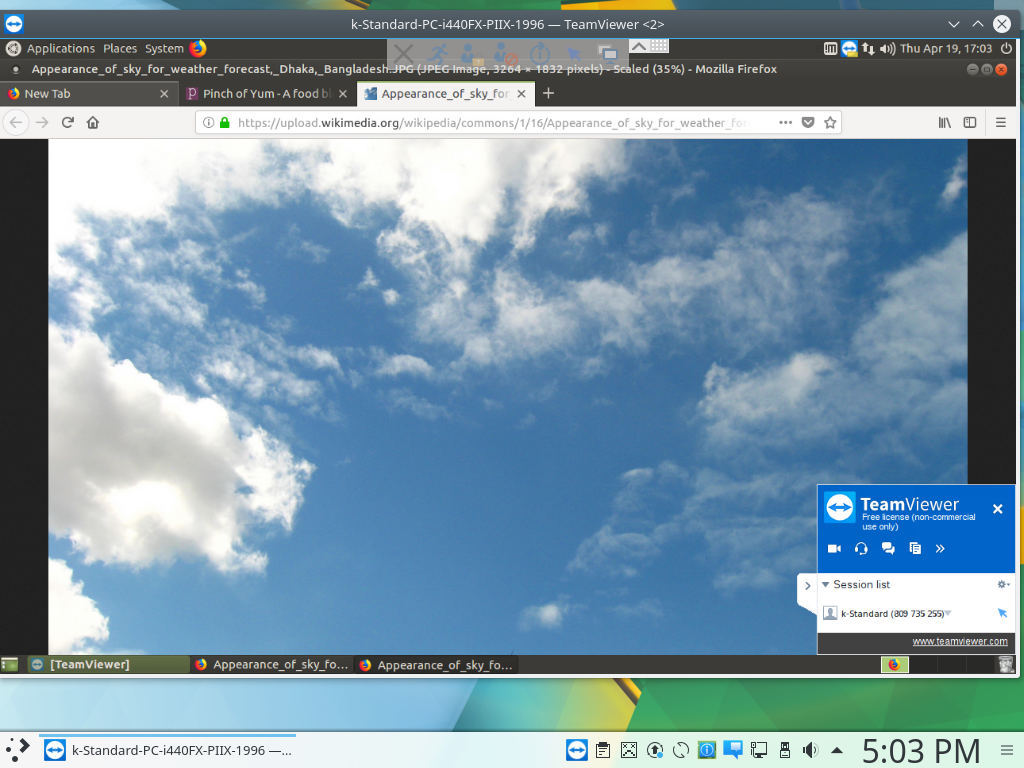 k-Standard-PC-i440FX-PIIX-1996 — TeamViewer <2>
Applications Places System
Thu Apr 19, 17:03
Appearance_of_sky_for_weather_forecast,_Dhaka,_Bangladesh.JPG (JPEG Image, 3264 × 1832 pixels) - Scaled (35%) - Mozilla Firefox
New Tab
Pinch of Yum - A food bl
Appearance_of_sky_for
https://upload.wikimedia.org/wikipedia/commons/1/16/Appearance_of_sky_for_weather_for
TeamViewer
Free license (non-commercial
use only)
Session list
k-Standard (809 735 255)
www.teamviewer.com
[TeamViewer]
Appearance_of_sky_fo...
Appearance_of_sky_fo...
k-Standard-PC-i440FX-PIIX-1996 —...
5:03 PM